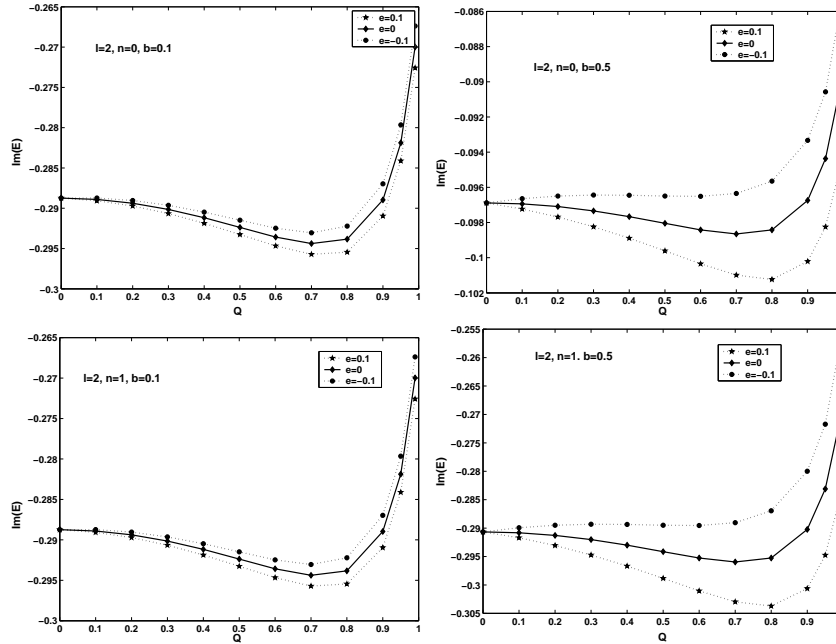 −0.265
−0.27
−0.275
−0.28
−0.285
−0.29
−0.295
−0.3
Im(E)
l=2, n=0, b=0.1
e=0.1
e=0
e=−0.1
0 0.1 0.2 0.3 0.4 0.5 0.6 0.7 0.8 0.9 1
Q
−0.086
−0.088
−0.09
−0.092
−0.094
−0.096
−0.098
−0.1
−0.102
Im(E)
l=2, n=0, b=0.5
e=0.1
e=0
e=−0.1
0 0.1 0.2 0.3 0.4 0.5 0.6 0.7 0.8 0.9
Q
−0.265
−0.27
−0.275
−0.28
−0.285
−0.29
−0.295
−0.3
Im(E)
l=2, n=1, b=0.1
e=0.1
e=0
e=−0.1
0 0.1 0.2 0.3 0.4 0.5 0.6 0.7 0.8 0.9 1
Q
−0.255
−0.26
−0.265
−0.27
−0.275
−0.28
−0.285
−0.29
−0.295
−0.3
−0.305
Im(E)
l=2, n=1. b=0.5
e=0.1
e=0
e=−0.1
0 0.1 0.2 0.3 0.4 0.5 0.6 0.7 0.8 0.9
Q